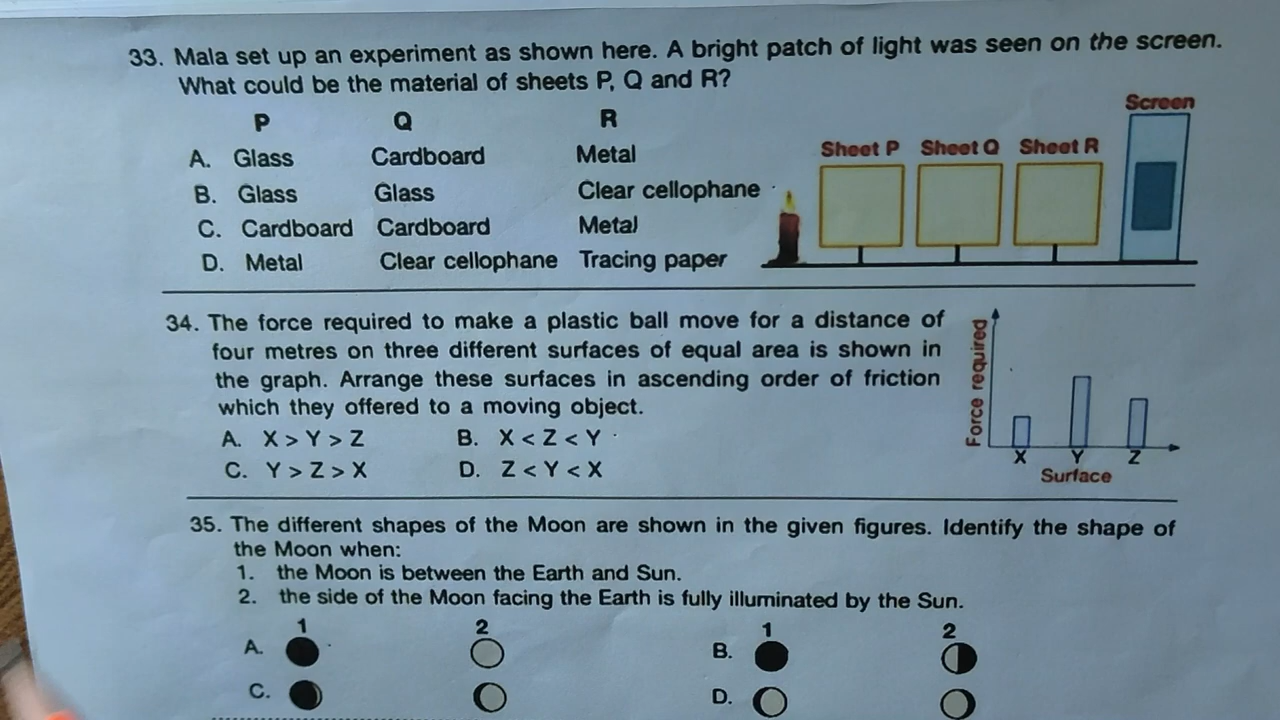 33. Mala set up an experiment as shown here. A bright patch of light was seen on the screen.
What could be the material of sheets P, Q and R?
P Q R
A. Glass Cardboard Metal
B. Glass Glass Clear cellophane
C. Cardboard Cardboard Metal
D. Metal Clear cellophane Tracing paper
Screen
Sheet P Sheet Q Sheet R
34. The force required to make a plastic ball move for a distance of
four metres on three different surfaces of equal area is shown in
the graph. Arrange these surfaces in ascending order of friction
which they offered to a moving object.
A. X > Y > Z B. X < Z < Y
C. Y > Z > X D. Z < Y < X
Force required
X Y Z
Surface
35. The different shapes of the Moon are shown in the given figures. Identify the shape of
the Moon when:
1. the Moon is between the Earth and Sun.
2. the side of the Moon facing the Earth is fully illuminated by the Sun.
1 2 1 2
A. B.
C. D.